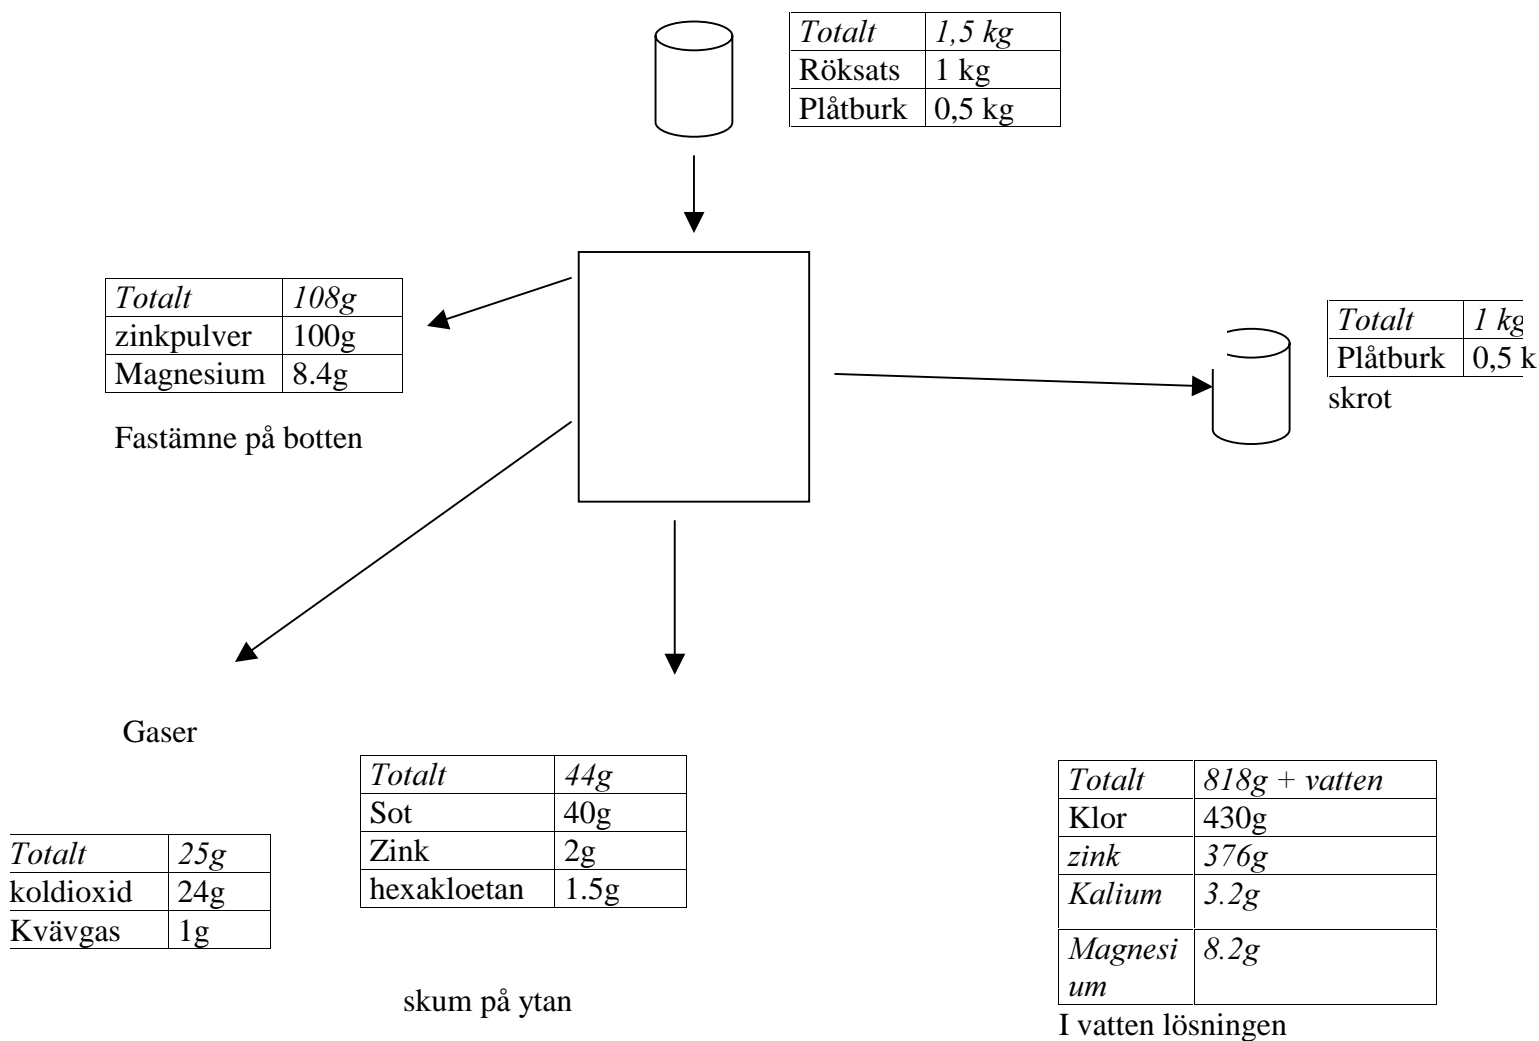 Totalt 1,5 kg
Röksats 1 kg
Plåtburk 0,5 kg
Totalt 108g
zinkpulver 100g
Magnesium 8.4g
Fastämne på botten
Totalt 1 kg
Plåtburk 0,5 k
skrot
Gaser
Totalt 25g
koldioxid 24g
Kvävgas 1g
Totalt 44g
Sot 40g
Zink 2g
hexakloetan 1.5g
skum på ytan
Totalt 818g + vatten
Klor 430g
zink 376g
Kalium 3.2g
Magnesi 8.2g
um
I vatten lösningen